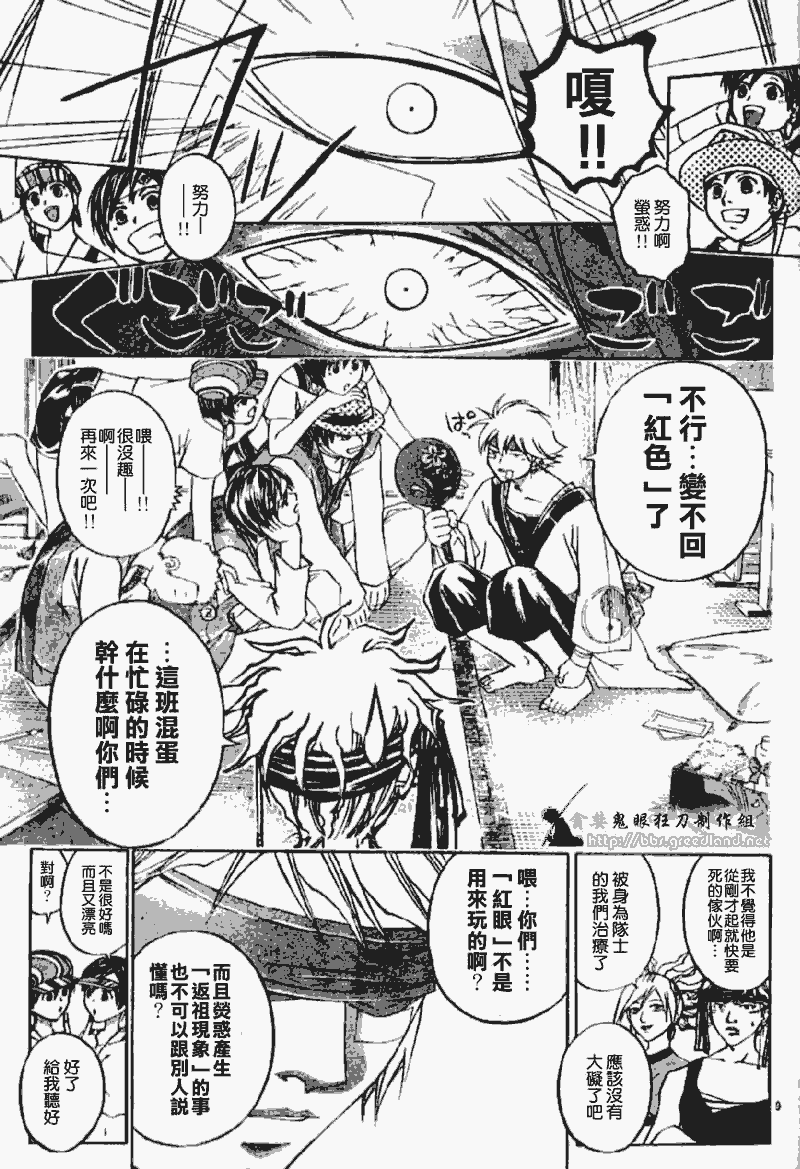 嗄!!
努力啊
螢惑!!
努力——
!!
ぐごごご
不行…變不回
「紅色」了
ぱっ
喂——!!
很沒趣——
啊——
再來一次吧!!
…這班混蛋
在忙碌的時候
幹什麼啊你們…
鬼眼狂刀制作組
http://bbs.greedland.net
我不覺得他是
從剛才起就快要
死的傢伙啊…
被身為隊士
的我們治療了
應該沒有
大礙了吧
喂…你們……
「紅眼」不是
用來玩的啊?
而且熒惑產生
「返祖現象」的事
也不可以跟別人說
懂嗎?
不是很好嗎
而且又漂亮
對啊?
好了
給我聽好
9